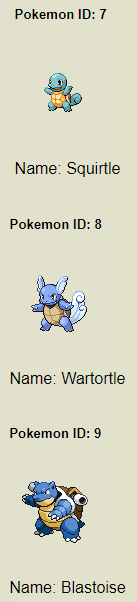 Pokemon ID: 7
Name: Squirtle
Pokemon ID: 8
Name: Wartortle
Pokemon ID: 9
Name: Blastoise